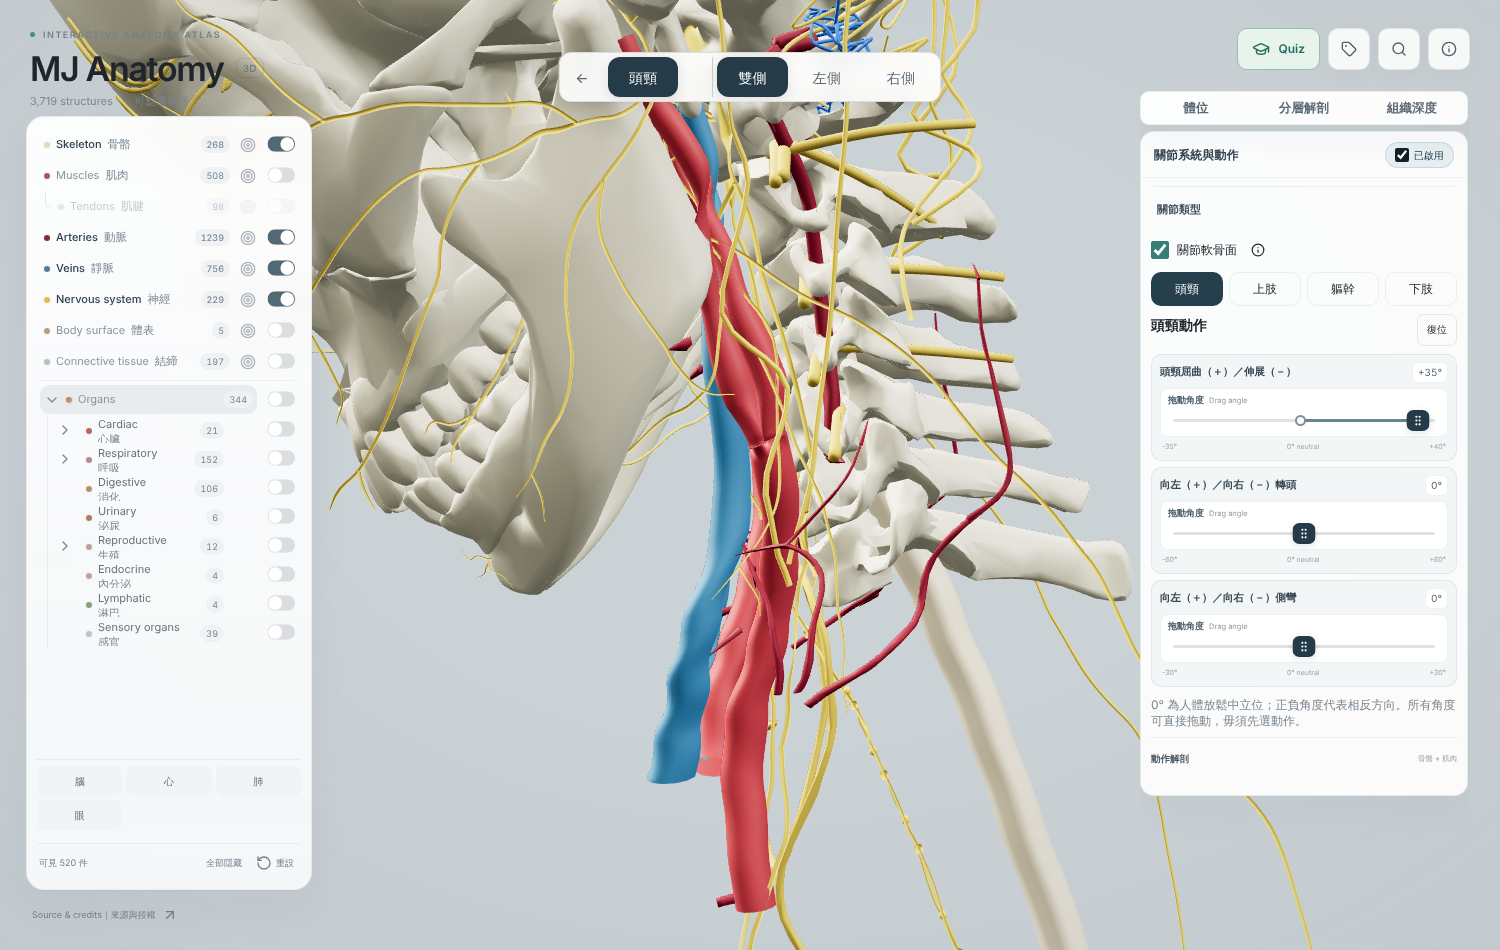 INTERACTIVE ANATOMY ATLAS
MJ Anatomy 3D
3,719 structures
Skeleton 骨骼 268
Muscles 肌肉 508
Tendons 肌腱 98
Arteries 動脈 1239
Veins 靜脈 756
Nervous system 神經 229
Body surface 體表 5
Connective tissue 結締 197
Organs 344
Cardiac 21
心臟
Respiratory 152
呼吸
Digestive 106
消化
Urinary 6
泌尿
Reproductive 12
生殖
Endocrine 4
內分泌
Lymphatic 4
淋巴
Sensory organs 39
感官
腦 心 肺
眼
可見 520 件 全部隱藏 重設
Source & credits | 來源與授權
頭頸 雙側 左側 右側
Quiz
體位 分層解剖 組織深度
關節系統與動作 已啟用
關節類型
關節軟骨面
頭頸 上肢 軀幹 下肢
頭頸動作 復位
頭頸屈曲（+）／伸展（−） +35°
拖動角度 Drag angle
-35° 0° neutral +40°
向左（+）／向右（−）轉頭 0°
拖動角度 Drag angle
-60° 0° neutral +60°
向左（+）／向右（−）側彎 0°
拖動角度 Drag angle
-30° 0° neutral +30°
0° 為人體放鬆中立位；正負角度代表相反方向。所有角度
可直接拖動，毋須先選動作。
動作解剖 骨骼 + 肌肉